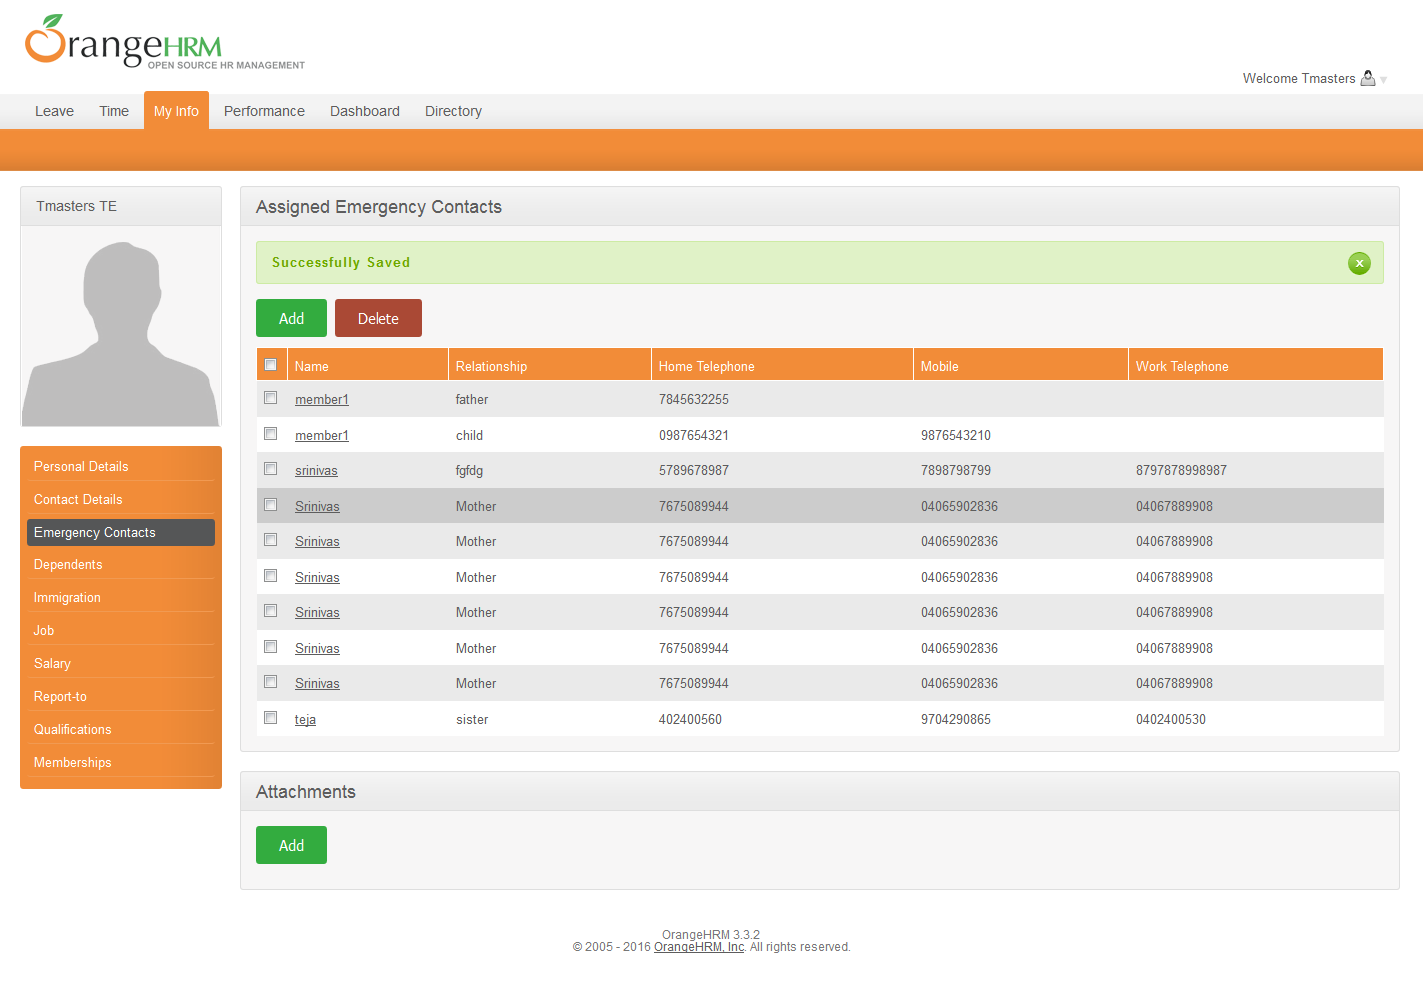 OrangeHRM
OPEN SOURCE HR MANAGEMENT
Welcome Tmasters
Leave Time My Info Performance Dashboard Directory
Tmasters TE
Personal Details
Contact Details
Emergency Contacts
Dependents
Immigration
Job
Salary
Report-to
Qualifications
Memberships
Assigned Emergency Contacts
Successfully Saved x
Add Delete
Name Relationship Home Telephone Mobile Work Telephone
member1 father 7845632255
member1 child 0987654321 9876543210
srinivas fgfdg 5789678987 7898798799 8797878998987
Srinivas Mother 7675089944 04065902836 04067889908
Srinivas Mother 7675089944 04065902836 04067889908
Srinivas Mother 7675089944 04065902836 04067889908
Srinivas Mother 7675089944 04065902836 04067889908
Srinivas Mother 7675089944 04065902836 04067889908
Srinivas Mother 7675089944 04065902836 04067889908
teja sister 402400560 9704290865 0402400530
Attachments
Add
OrangeHRM 3.3.2
© 2005 - 2016 OrangeHRM, Inc. All rights reserved.